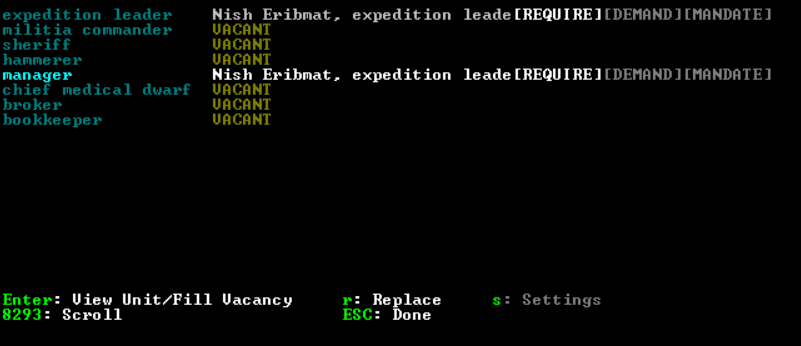 expedition leader Nish Eribmat, expedition leade[REQUIRE][DEMAND][MANDATE]
militia commander VACANT
sheriff VACANT
hammerer VACANT
manager Nish Eribmat, expedition leade[REQUIRE][DEMAND][MANDATE]
chief medical dwarf VACANT
broker VACANT
bookkeeper VACANT
Enter: View Unit/Fill Vacancy r: Replace s: Settings
8293: Scroll ESC: Done